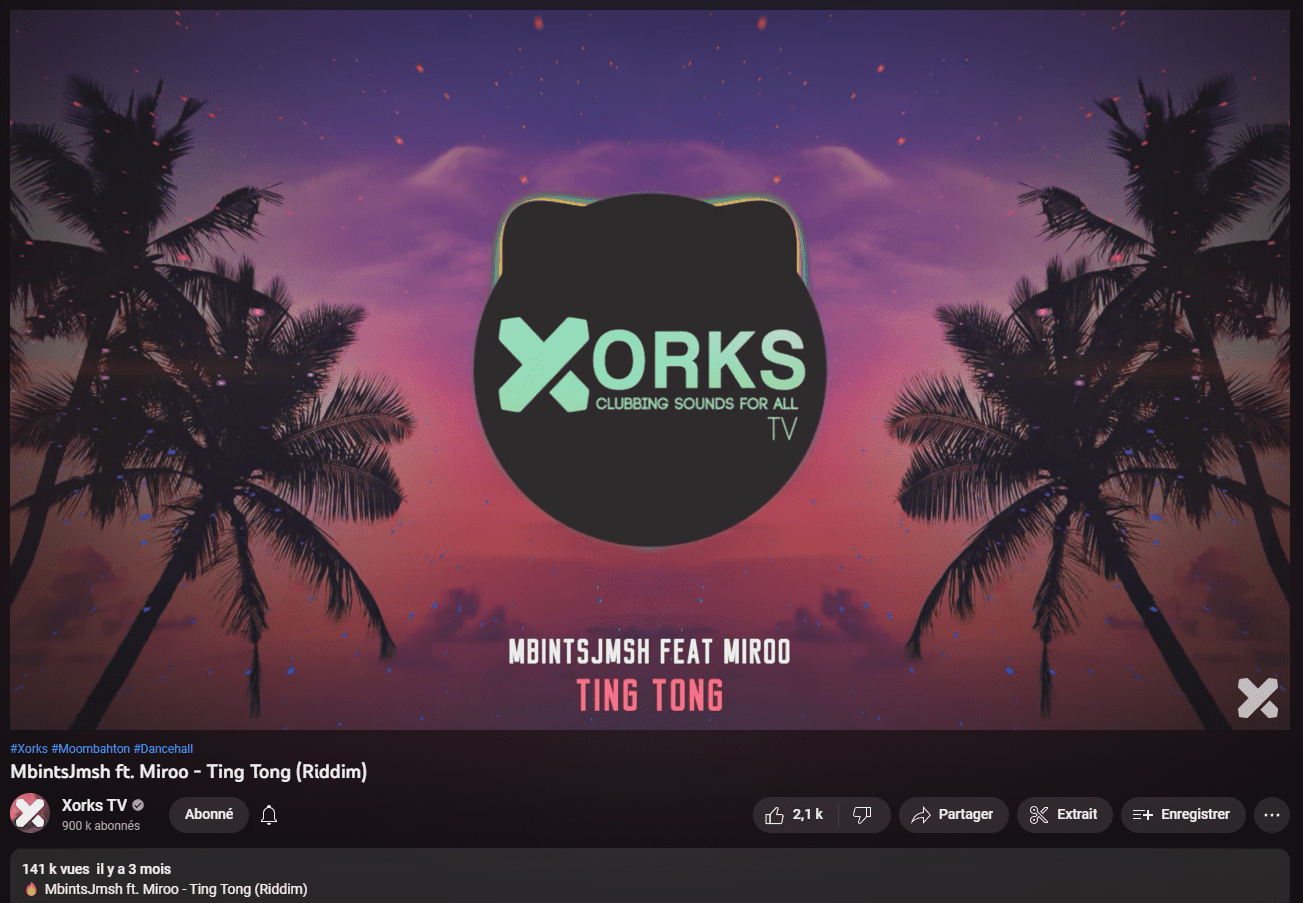 XORKS
CLUBBING SOUNDS FOR ALL
TV
MBINTSJMSH FEAT MIROO
TING TONG
#Xorks #Moombahton #Dancehall
MbintsJmsh ft. Miroo - Ting Tong (Riddim)
Xorks TV
900 k abonnés
Abonné
2,1 k
Partager
Extrait
Enregistrer
141 k vues il y a 3 mois
🔥 MbintsJmsh ft. Miroo - Ting Tong (Riddim)